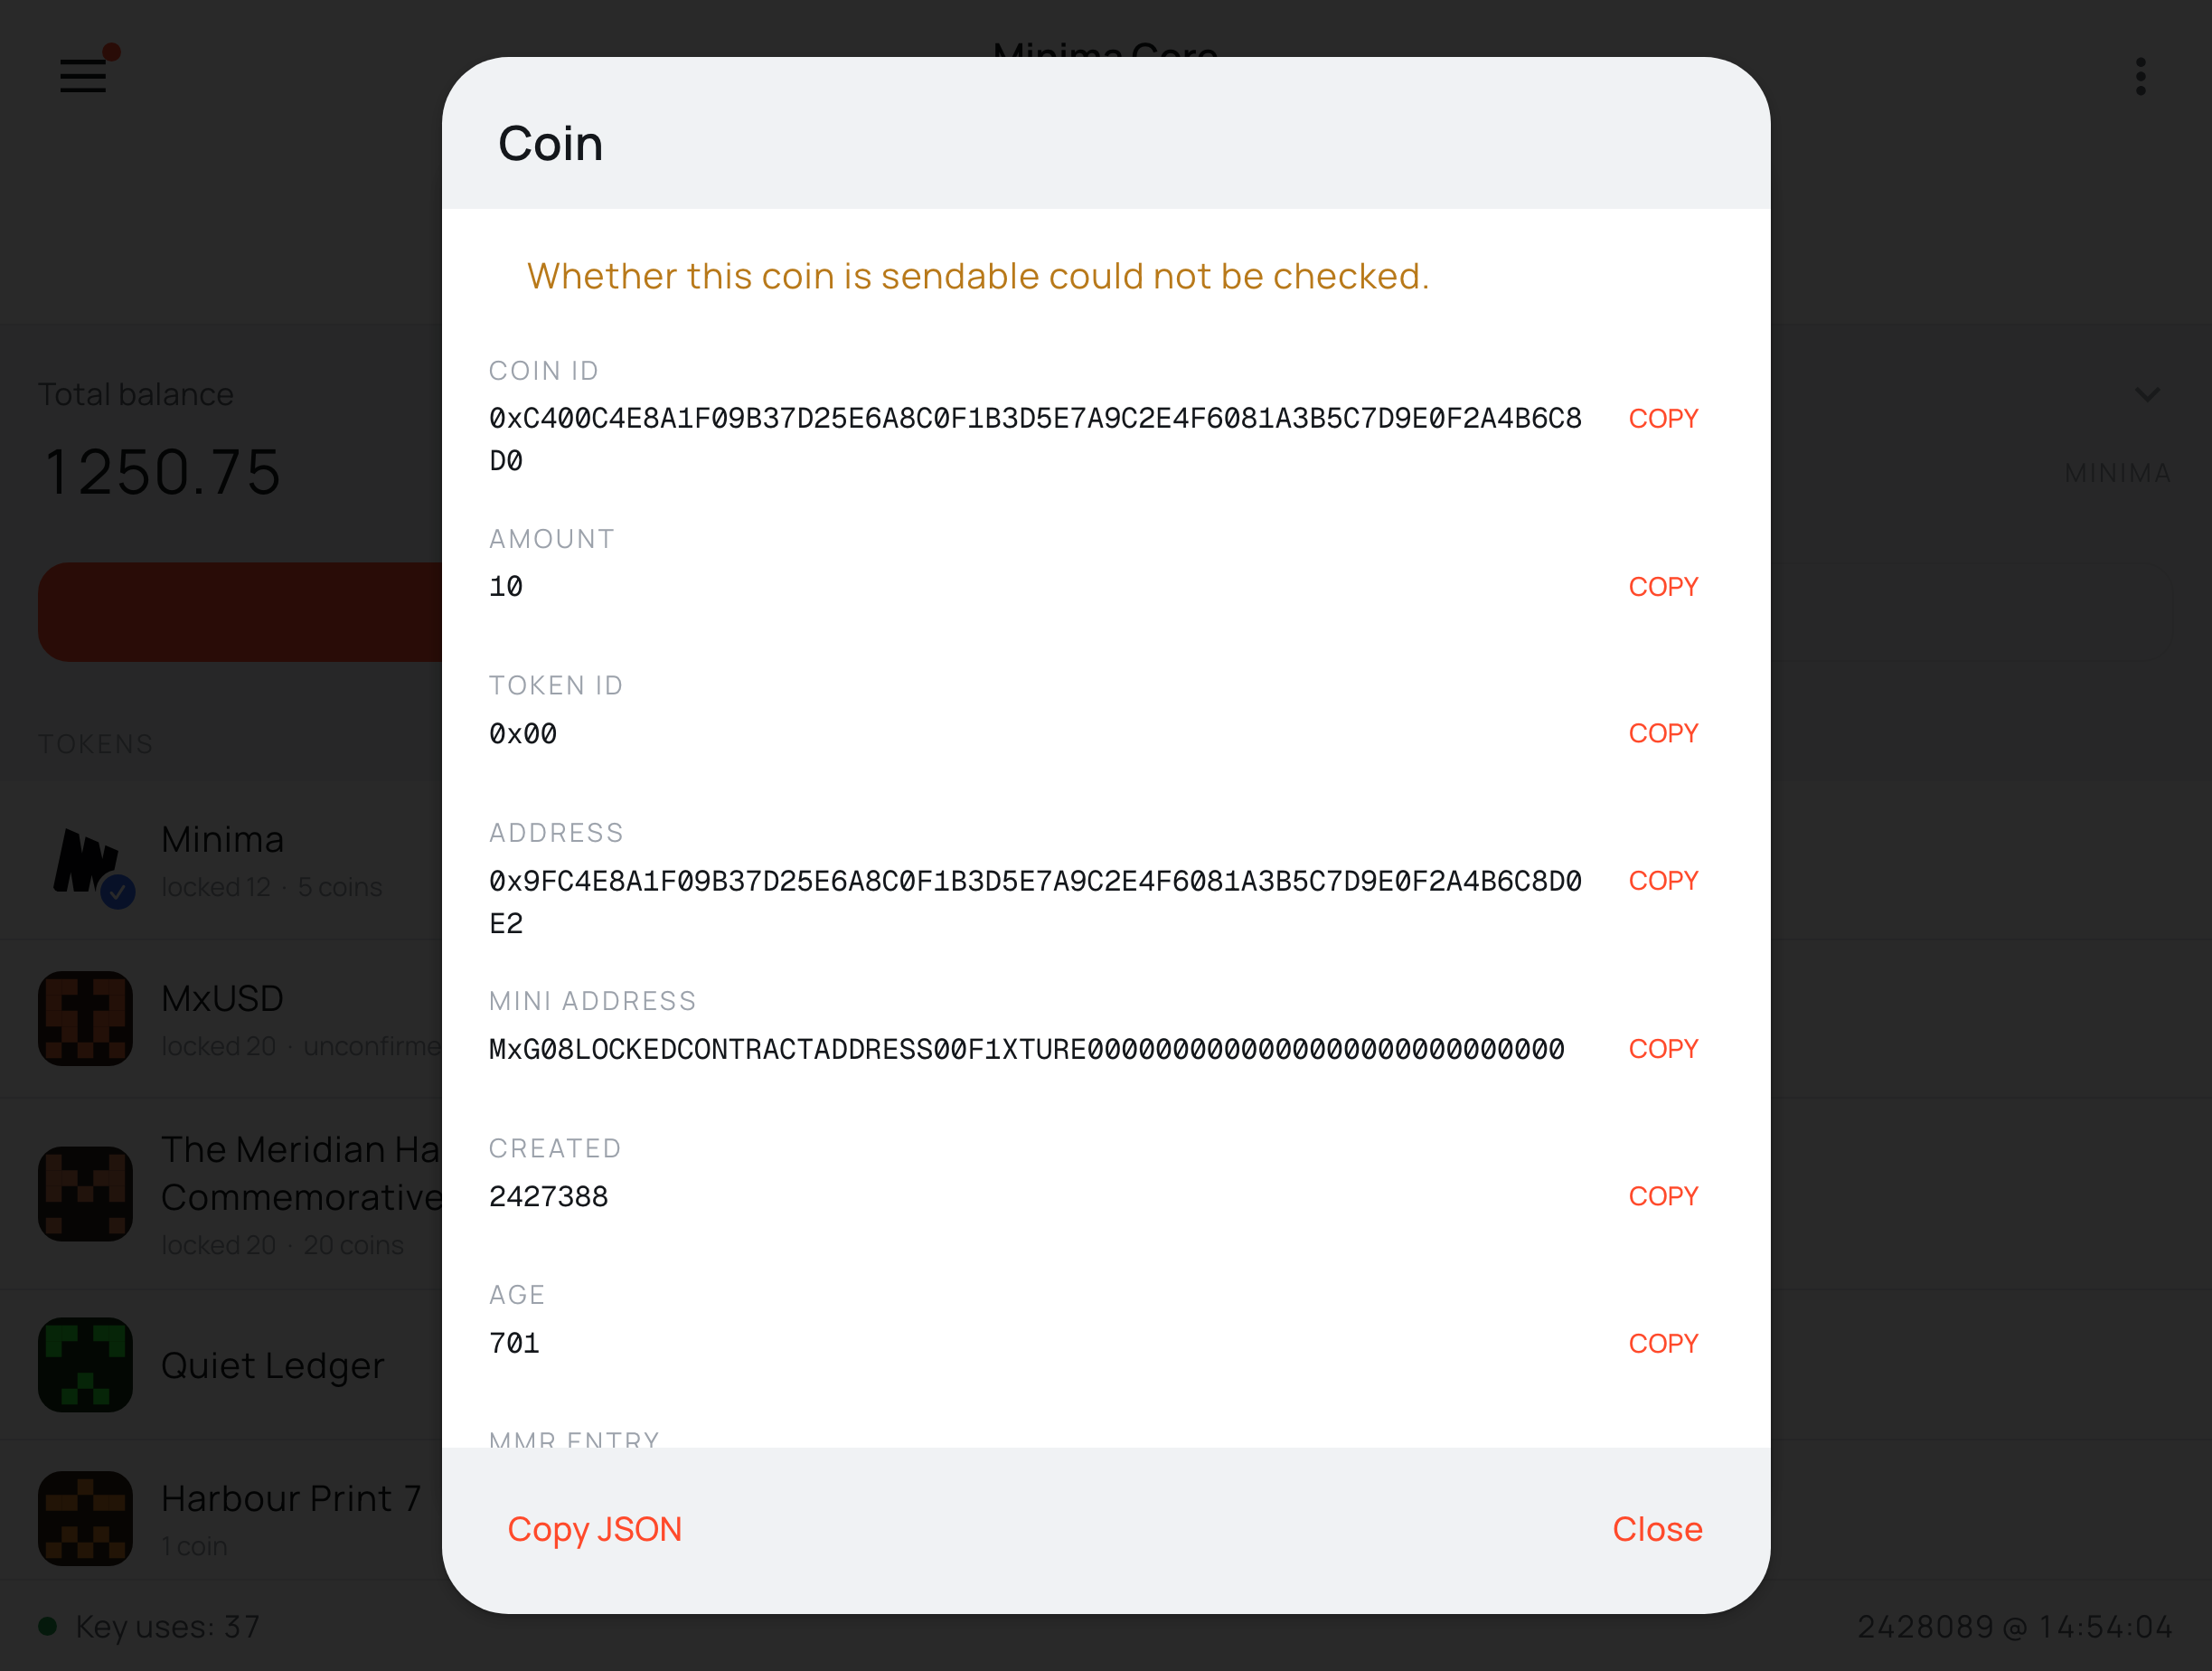 Minima Core
Coin
Whether this coin is sendable could not be checked.
COIN ID
0xC400C4E8A1F09B37D25E6A8C0F1B3D5E7A9C2E4F6081A3B5C7D9E0F2A4B6C8
D0
COPY
AMOUNT
10
COPY
TOKEN ID
0x00
COPY
ADDRESS
0x9FC4E8A1F09B37D25E6A8C0F1B3D5E7A9C2E4F6081A3B5C7D9E0F2A4B6C8D0
E2
COPY
MINI ADDRESS
MxG08LOCKEDCONTRACTADDRESS00F1XTURE0000000000000000000000000000
COPY
CREATED
2427388
COPY
AGE
701
COPY
MMR ENTRY
Copy JSON
Close
Total balance
1250.75
MINIMA
TOKENS
Minima
locked 12 · 5 coins
MxUSD
locked 20 · unconfirme
The Meridian Ha
Commemorative
locked 20 · 20 coins
Quiet Ledger
Harbour Print 7
1 coin
Key uses: 37
2428089 @ 14:54:04